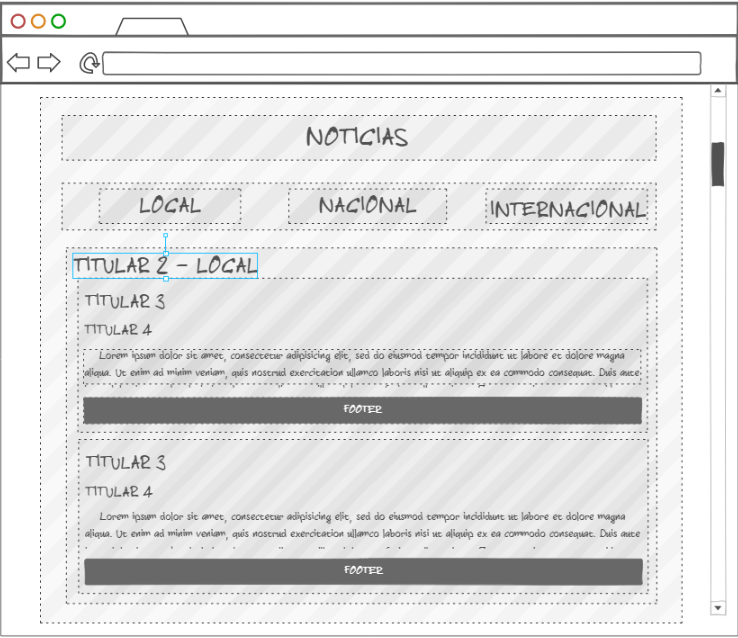 NOTICIAS
LOCAL
NACIONAL
INTERNACIONAL
TITULAR 2 - LOCAL
TITULAR 3
TITULAR 4
Lorem ipsum dolor sit amet, consectetur adipisicing elit, sed do eiusmod tempor incididunt ut labore et dolore magna
aliqua. Ut enim ad minim veniam, quis nostrud exercitation ullamco laboris nisi ut aliquip ex ea commodo consequat. Duis aute
FOOTER
TITULAR 3
TITULAR 4
Lorem ipsum dolor sit amet, consectetur adipisicing elit, sed do eiusmod tempor incididunt ut labore et dolore magna
aliqua. Ut enim ad minim veniam, quis nostrud exercitation ullamco laboris nisi ut aliquip ex ea commodo consequat. Duis aute
FOOTER